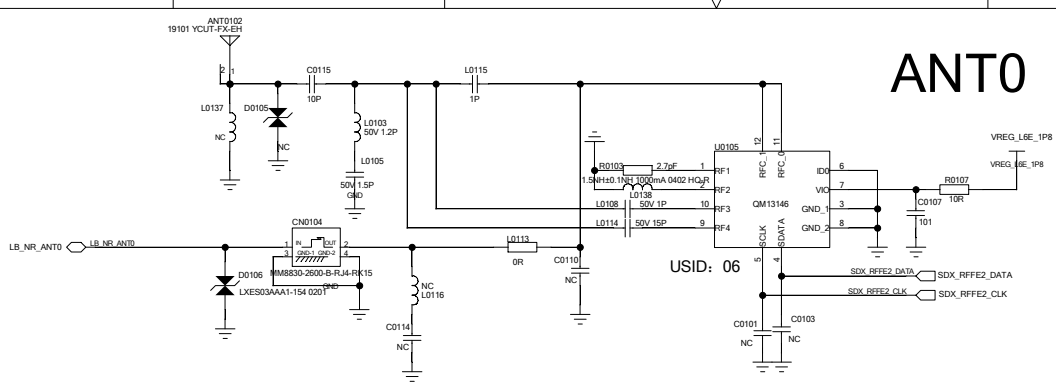 ANT0102
19101 YCUT-FX-EH
2
1
C0115
10P
L0115
1P
ANT0
L0137
NC
D0105
NC
L0103
50V 1.2P
L0105
50V 1.5P
GND
R0103
2.7pF
1.5NH±0.1NH 1000mA 0402 HQ-R
L0138
L0108
50V 1P
L0114
50V 15P
U0105
QM13146
12
11
RFC_1
RFC_0
1
RF1
2
RF2
10
RF3
9
RF4
ID0
6
VIO
7
GND_1
3
GND_2
8
SCLK
SDATA
5
4
VREG_L6E_1P8
VREG_L6E_1P8
R0107
10R
C0107
101
LB_NR_ANT0
LB_NR_ANT0
CN0104
1
IN
OUT
2
3
GND-1
GND-2
4
MM8830-2600-B-RJ4-RK15
GND
D0106
LXES03AAA1-154 0201
L0113
0R
C0110
NC
NC
L0116
C0114
NC
USID：06
SDX_RFFE2_DATA
SDX_RFFE2_DATA
SDX_RFFE2_CLK
SDX_RFFE2_CLK
C0101
NC
C0103
NC